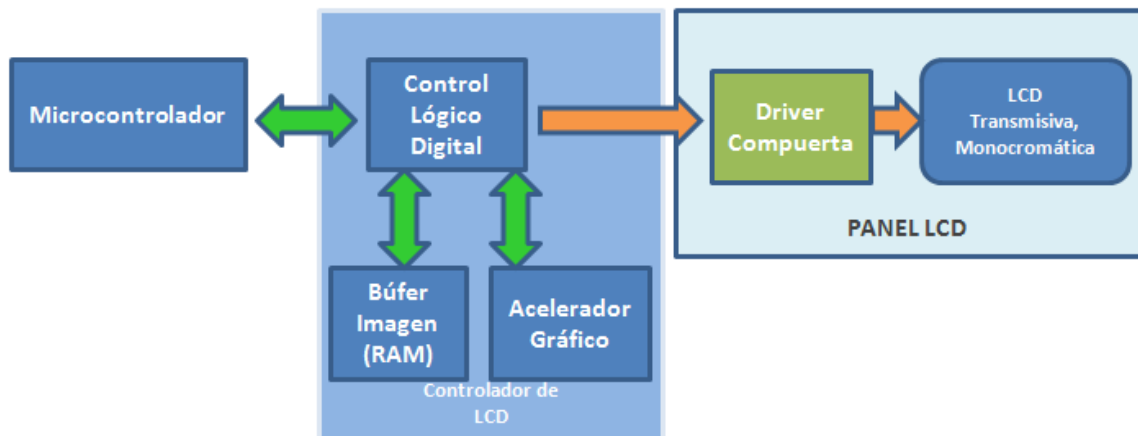 Microcontrolador
Control
Lógico
Digital
Búfer
Imagen
(RAM)
Acelerador
Gráfico
Controlador de
LCD
Driver
Compuerta
LCD
Transmisiva,
Monocromática
PANEL LCD